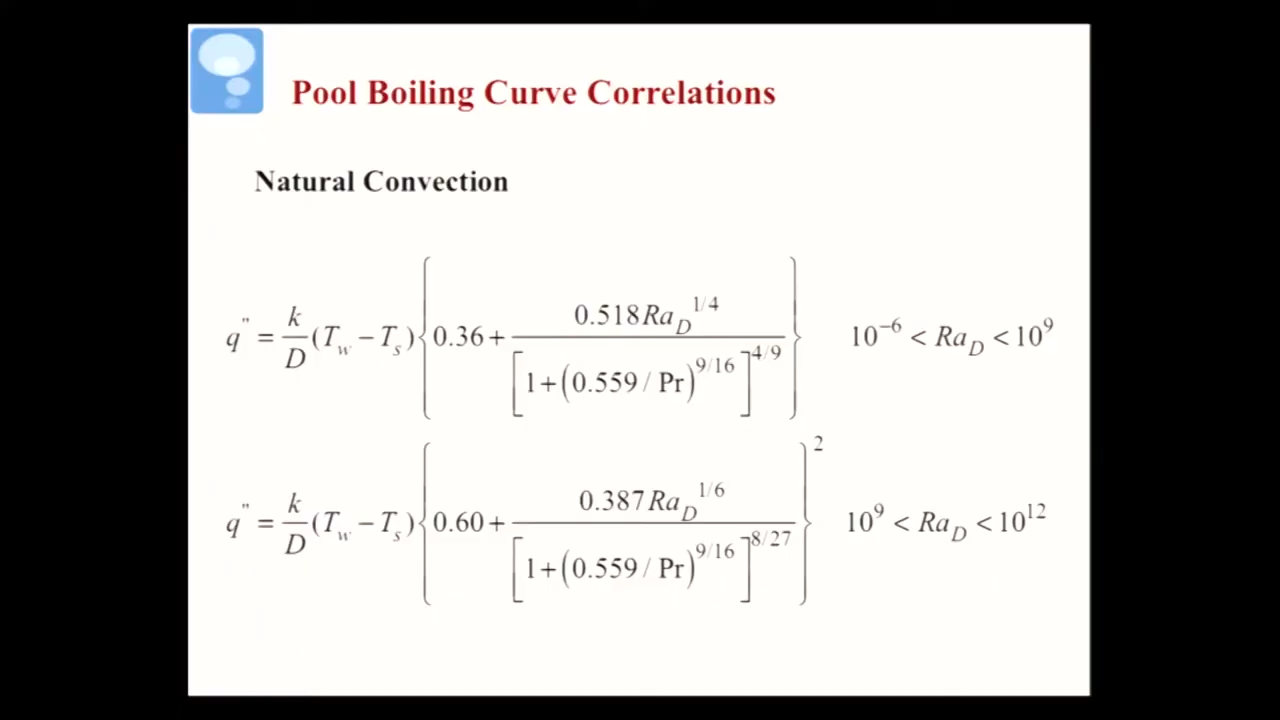 Pool Boiling Curve Correlations
Natural Convection
q" = k/D (T_w − T_s) {0.36 + 0.518 Ra_D^{1/4} / [1 + (0.559 / Pr)^{9/16}]^{4/9}} 10^{−6} < Ra_D < 10^9
q" = k/D (T_w − T_s) {0.60 + 0.387 Ra_D^{1/6} / [1 + (0.559 / Pr)^{9/16}]^{8/27}}^2 10^9 < Ra_D < 10^{12}